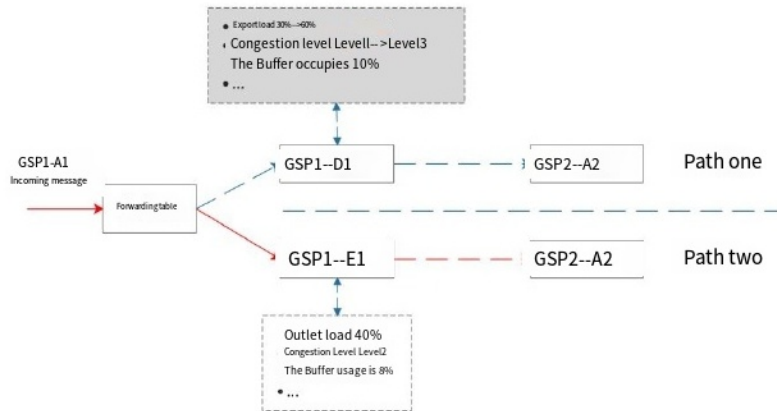 • Export load 30%-->60%
• Congestion level Levell-->Level3
The Buffer occupies 10%
• ...
GSP1-A1
Incoming message
Forwardingtable
GSP1--D1
GSP2--A2
Path one
GSP1--E1
GSP2--A2
Path two
Outlet load 40%
Congestion Level Level2
The Buffer usage is 8%
• ...